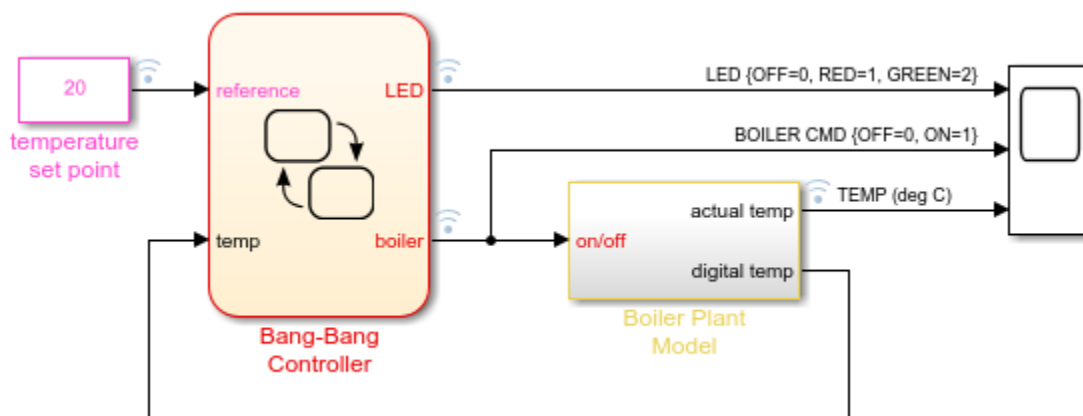 20
temperature
set point
reference
LED
temp
boiler
Bang-Bang
Controller
LED {OFF=0, RED=1, GREEN=2}
BOILER CMD {OFF=0, ON=1}
TEMP (deg C)
on/off
actual temp
digital temp
Boiler Plant
Model